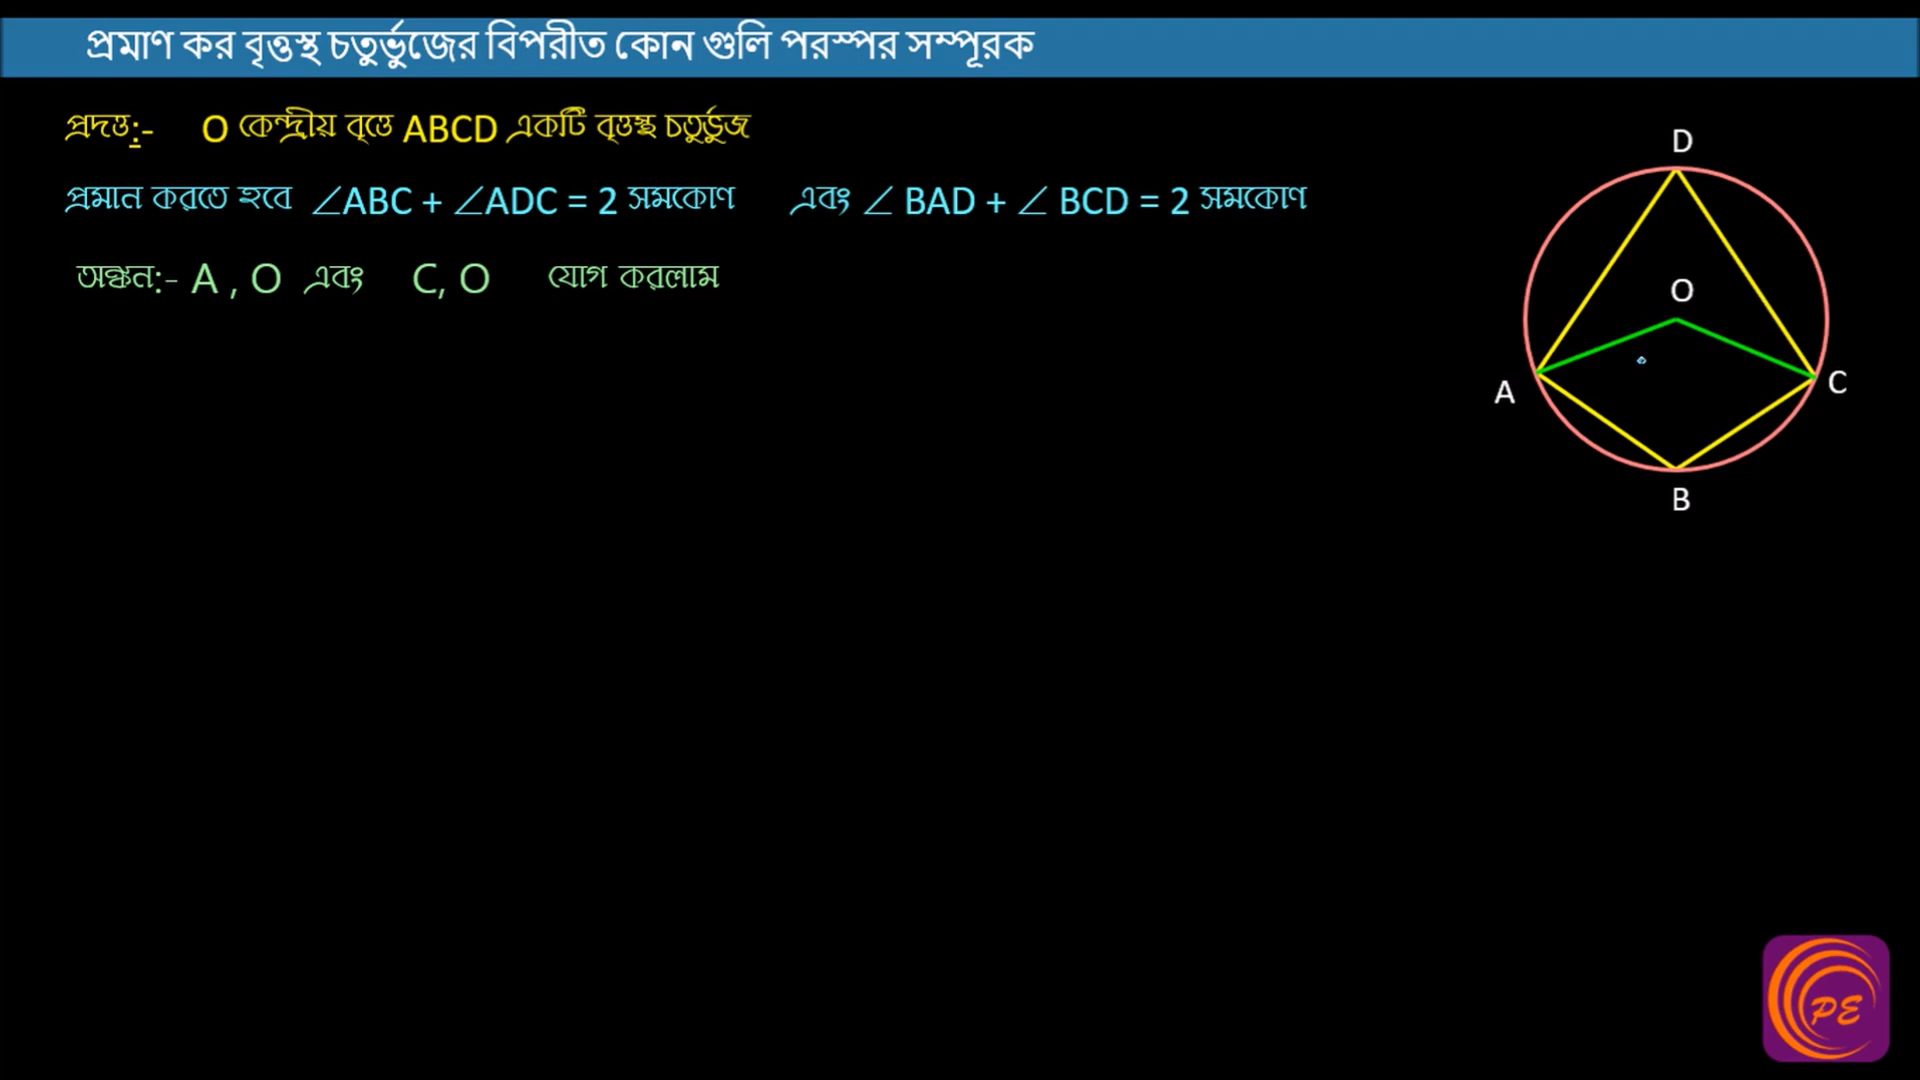 প্রমাণ কর বৃত্তস্থ চতুর্ভুজের বিপরীত কোন গুলি পরস্পর সম্পূরক
প্রদত্ত:- O কেন্দ্রীয় বৃত্তে ABCD একটি বৃত্তস্থ চতুর্ভুজ
প্রমান করতে হবে ∠ABC + ∠ADC = 2 সমকোণ এবং ∠ BAD + ∠ BCD = 2 সমকোণ
অঙ্কন:- A , O এবং C, O যোগ করলাম
D
O
A
C
B
PE